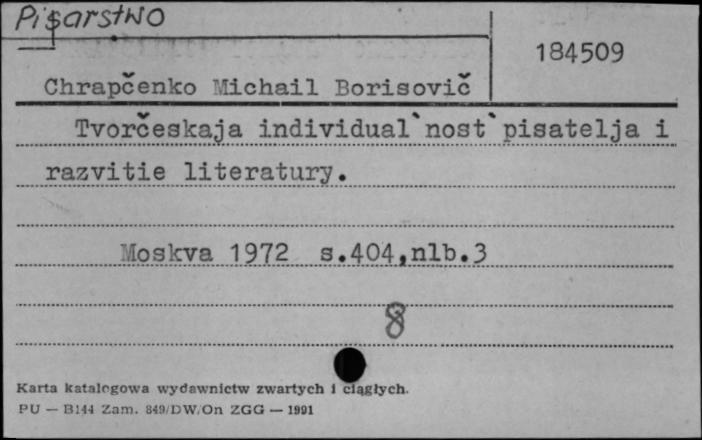 Pisarstwo
184509
Chrapčenko Michail Borisovič
Tvorčeskaja individual`nost` pisatelja i
razvitie literatury.
Moskva 1972 s.404,nlb.3
8
Karta katalogowa wydawnictw zwartych i ciągłych.
PU — B144 Zam. 849/DW/On ZGG — 1991